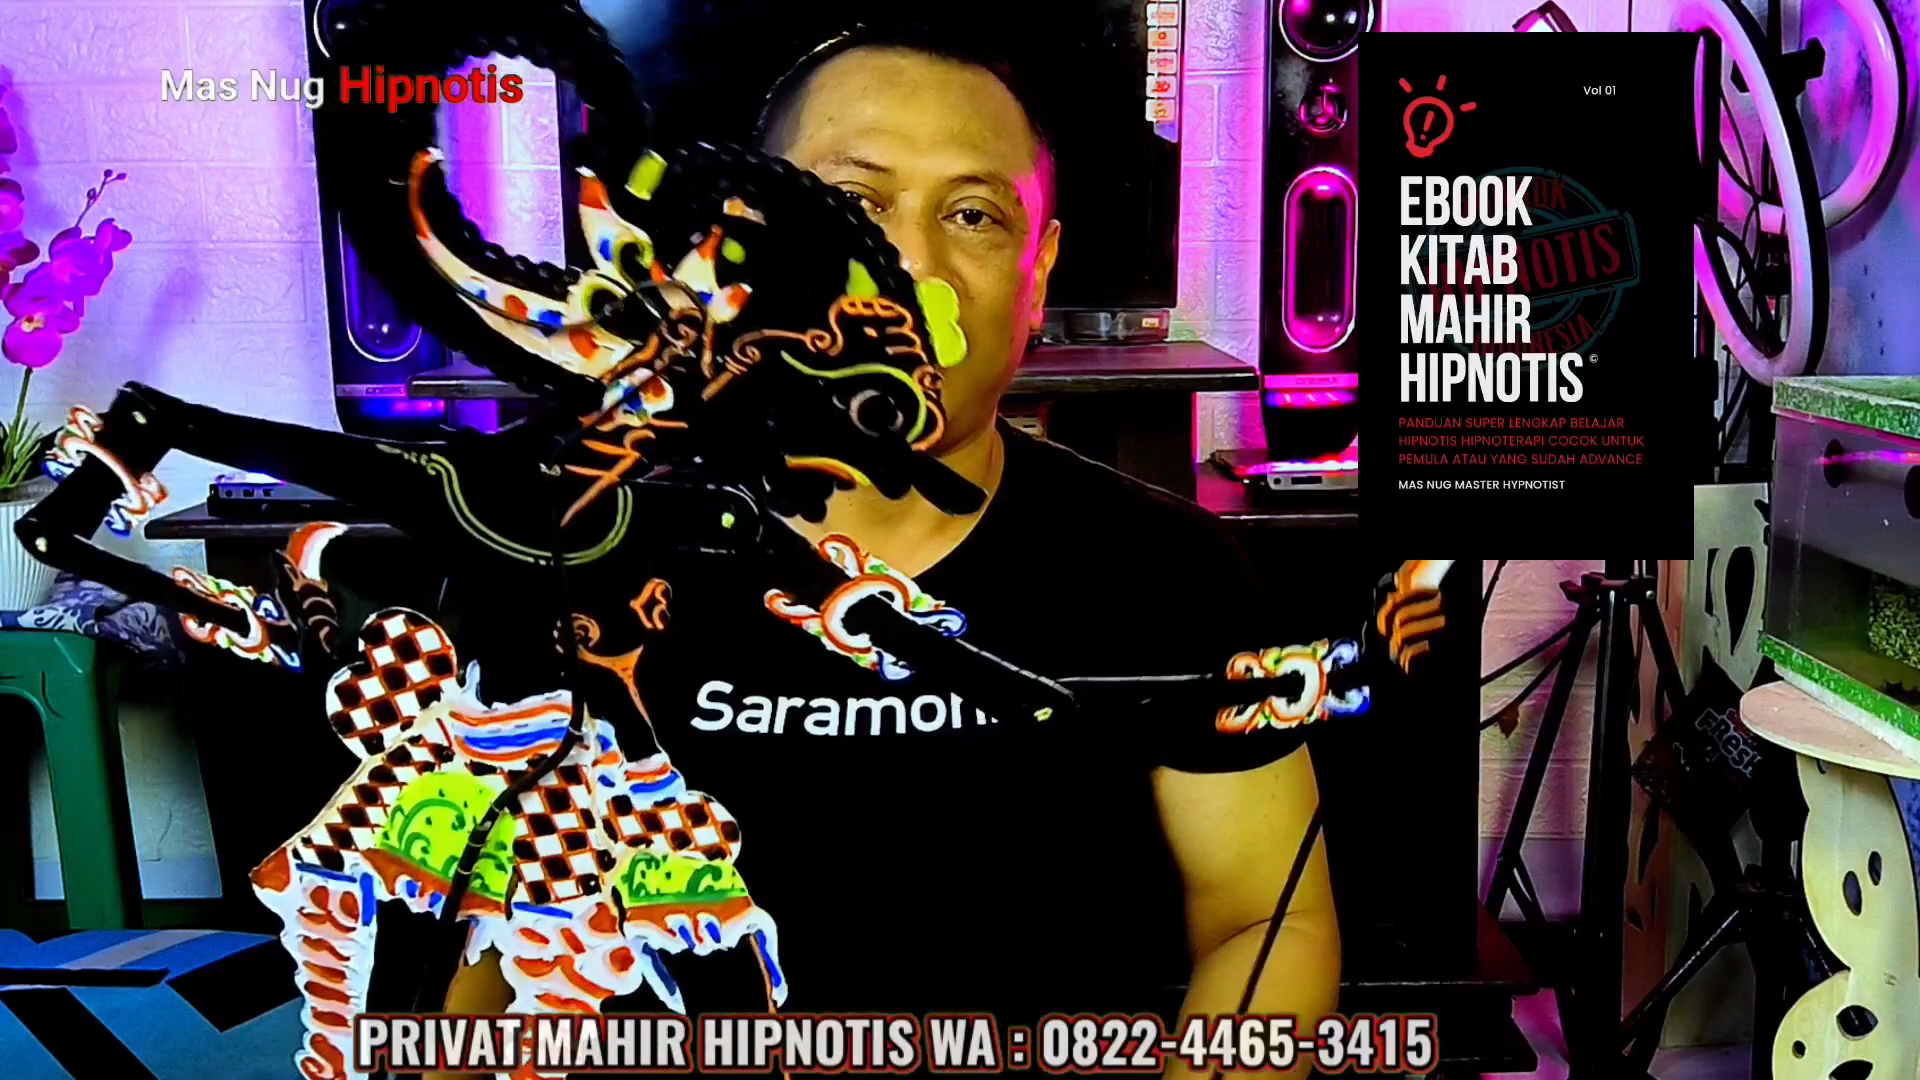 Mas Nug Hipnotis
Vol 01
EBOOK
KITAB
MAHIR
HIPNOTIS ©
PANDUAN SUPER LENGKAP BELAJAR
HIPNOTIS HIPNOTERAPI COCOK UNTUK
PEMULA ATAU YANG SUDAH ADVANCE
MAS NUG MASTER HYPNOTIST
Fresh
PRIVAT MAHIR HIPNOTIS WA : 0822-4465-3415